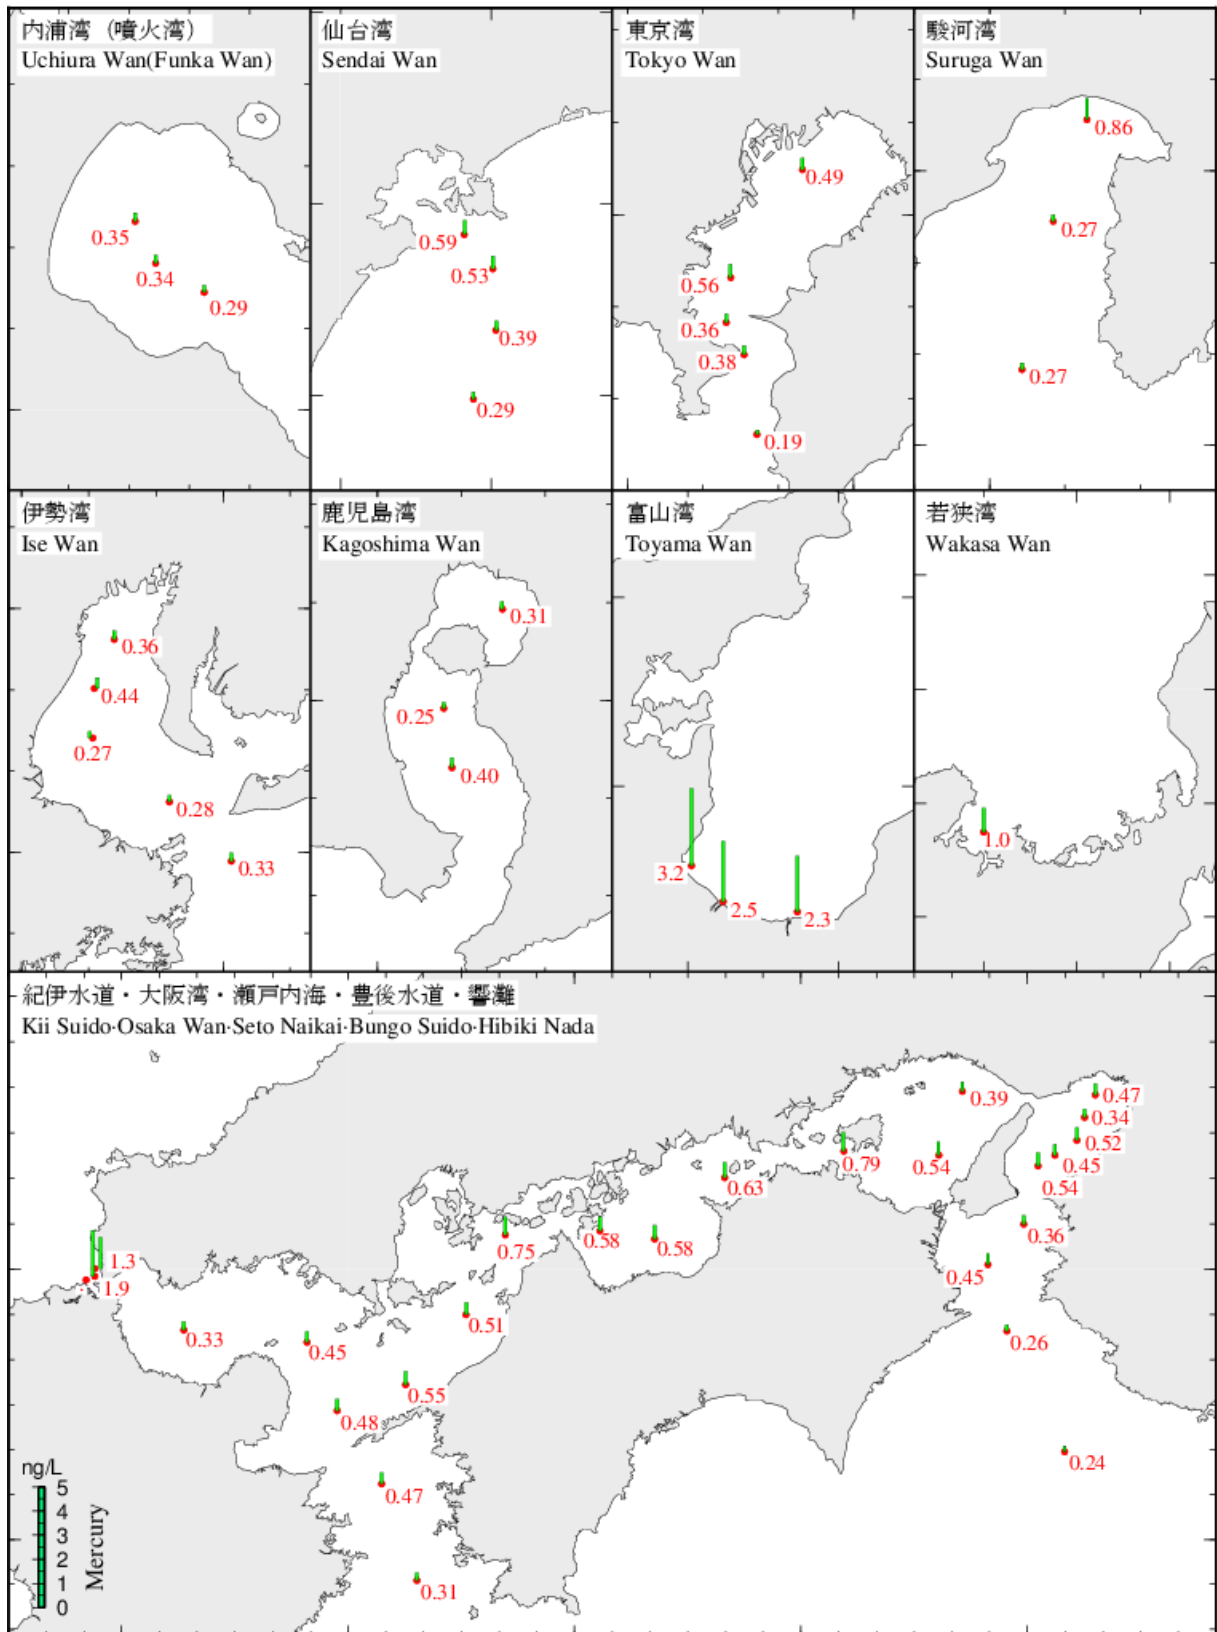 内浦湾（噴火湾）
Uchiura Wan(Funka Wan)
0.35
0.34
0.29
仙台湾
Sendai Wan
0.59
0.53
0.39
0.29
東京湾
Tokyo Wan
0.49
0.56
0.36
0.38
0.19
駿河湾
Suruga Wan
0.86
0.27
0.27
伊勢湾
Ise Wan
0.36
0.44
0.27
0.28
0.33
鹿児島湾
Kagoshima Wan
0.31
0.25
0.40
富山湾
Toyama Wan
3.2
2.5
2.3
若狭湾
Wakasa Wan
1.0
紀伊水道・大阪湾・瀬戸内海・豊後水道・響灘
Kii Suido·Osaka Wan·Seto Naikai·Bungo Suido·Hibiki Nada
0.39
0.47
0.34
0.52
0.79
0.54
0.45
0.63
0.54
0.36
0.75
0.58
0.58
1.3
0.45
1.9
0.51
0.33
0.45
0.26
0.55
0.48
0.24
0.47
0.31
ng/L
5
4
3
2
1
0
Mercury